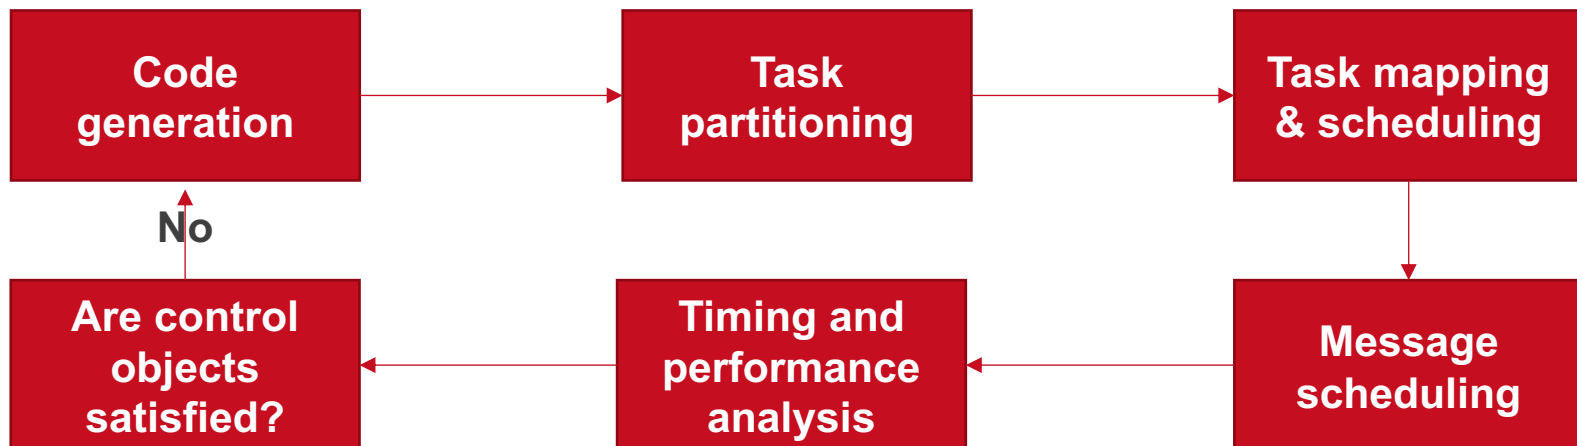 Code
generation
Task
partitioning
Task mapping
& scheduling
No
Are control
objects
satisfied?
Timing and
performance
analysis
Message
scheduling